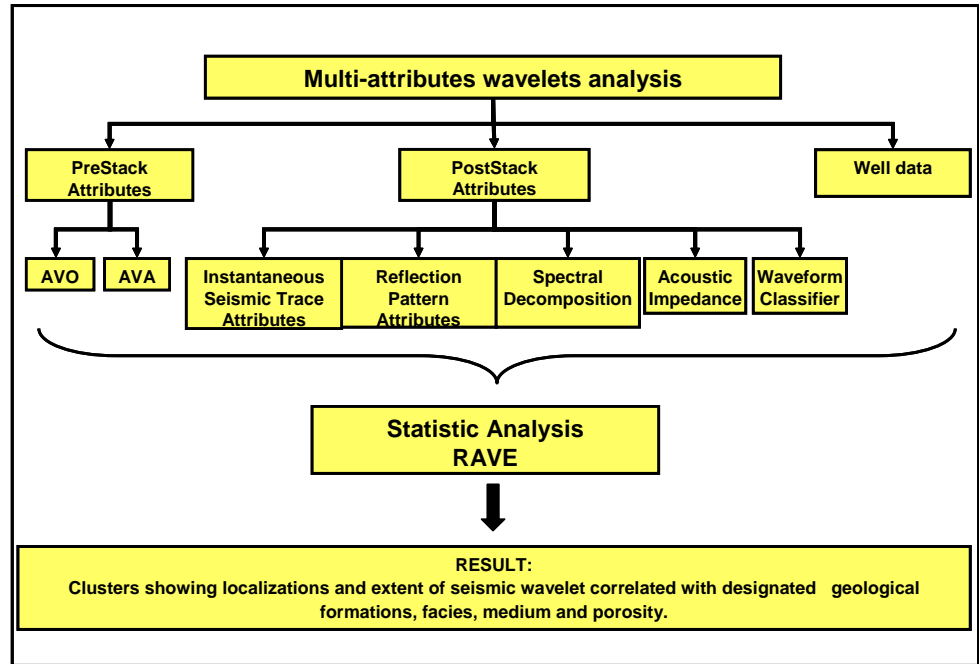 Multi-attributes wavelets analysis
PreStack
Attributes
PostStack
Attributes
Well data
AVO
AVA
Instantaneous
Seismic Trace
Attributes
Reflection
Pattern
Attributes
Spectral
Decomposition
Acoustic
Impedance
Waveform
Classifier
Statistic Analysis
RAVE
RESULT:
Clusters showing localizations and extent of seismic wavelet correlated with designated geological
formations, facies, medium and porosity.